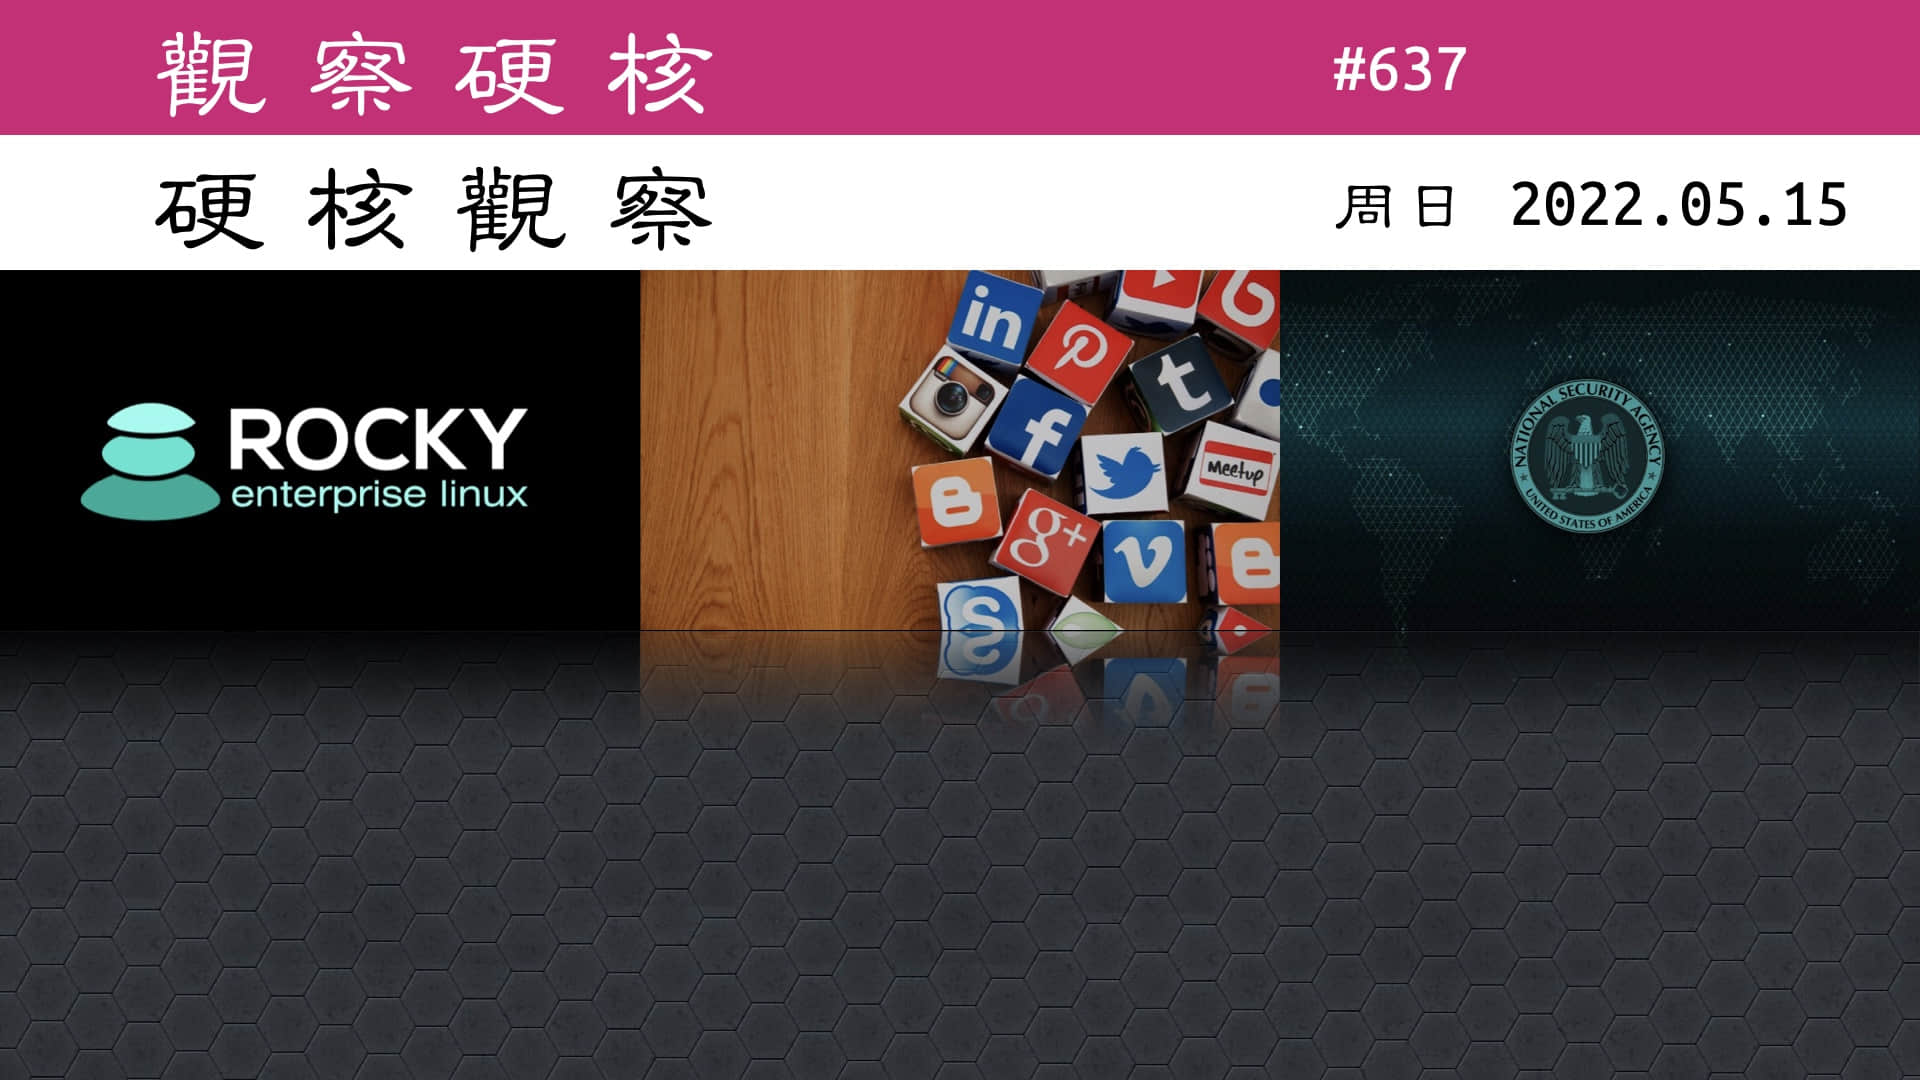 觀察硬核
#637
硬核觀察
周日 2022.05.15
ROCKY
enterprise linux
in
t
f
Meetup
g+
v
S
NATIONAL SECURITY AGENCY
UNITED STATES OF AMERICA